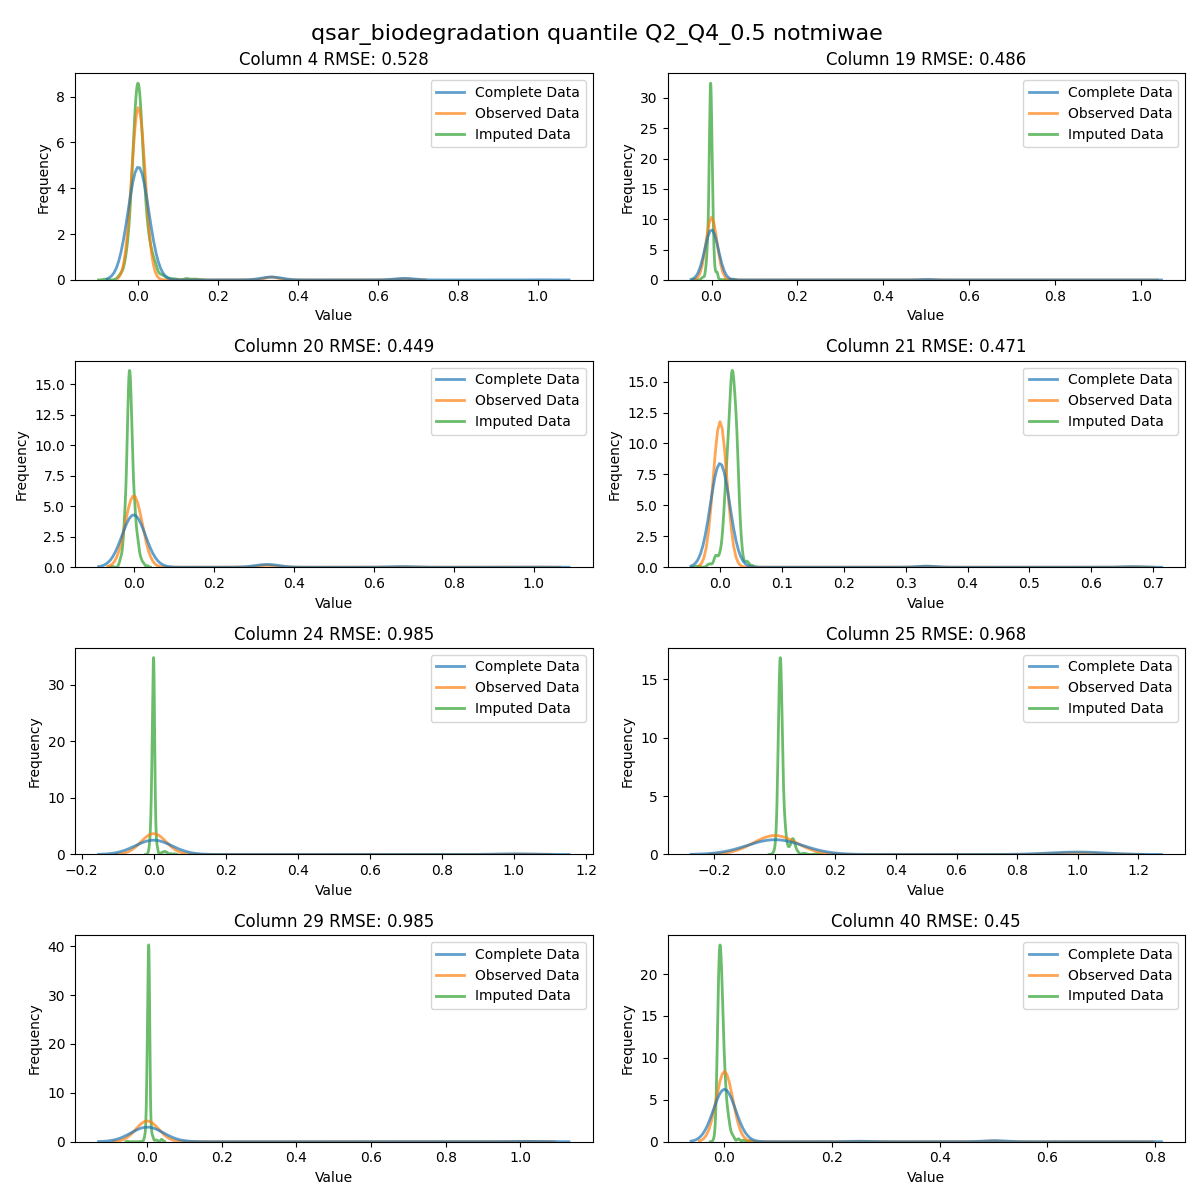 qsar_biodegradation quantile Q2_Q4_0.5 notmiwae
Column 4 RMSE: 0.528
Frequency
8
6
4
2
0
0.0 0.2 0.4 0.6 0.8 1.0
Value
Complete Data
Observed Data
Imputed Data
Column 19 RMSE: 0.486
Frequency
30
25
20
15
10
5
0
0.0 0.2 0.4 0.6 0.8 1.0
Value
Complete Data
Observed Data
Imputed Data
Column 20 RMSE: 0.449
Frequency
15.0
12.5
10.0
7.5
5.0
2.5
0.0
0.0 0.2 0.4 0.6 0.8 1.0
Value
Complete Data
Observed Data
Imputed Data
Column 21 RMSE: 0.471
Frequency
15.0
12.5
10.0
7.5
5.0
2.5
0.0
0.0 0.1 0.2 0.3 0.4 0.5 0.6 0.7
Value
Complete Data
Observed Data
Imputed Data
Column 24 RMSE: 0.985
Frequency
30
20
10
0
−0.2 0.0 0.2 0.4 0.6 0.8 1.0 1.2
Value
Complete Data
Observed Data
Imputed Data
Column 25 RMSE: 0.968
Frequency
15
10
5
0
−0.2 0.0 0.2 0.4 0.6 0.8 1.0 1.2
Value
Complete Data
Observed Data
Imputed Data
Column 29 RMSE: 0.985
Frequency
40
30
20
10
0
0.0 0.2 0.4 0.6 0.8 1.0
Value
Complete Data
Observed Data
Imputed Data
Column 40 RMSE: 0.45
Frequency
20
15
10
5
0
0.0 0.2 0.4 0.6 0.8
Value
Complete Data
Observed Data
Imputed Data